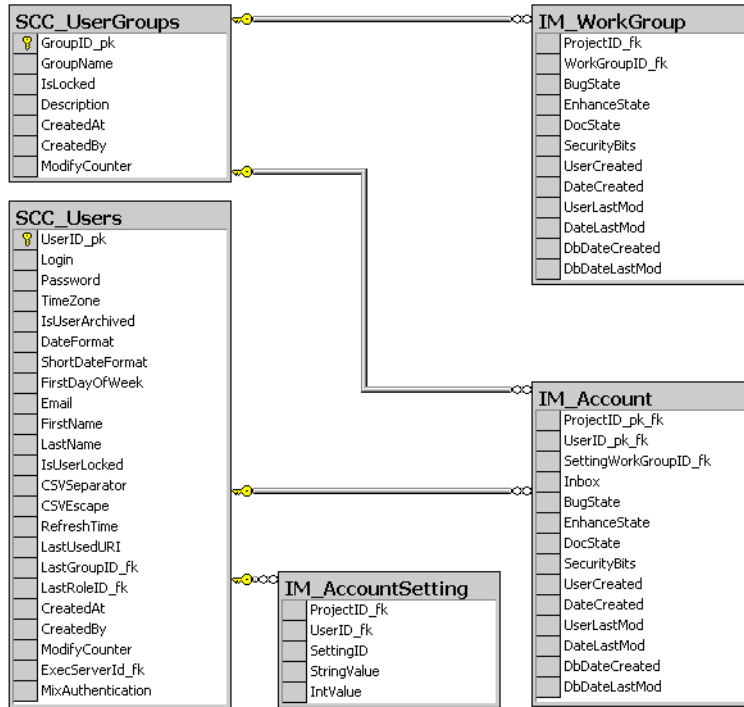 SCC_UserGroups
GroupID_pk
GroupName
IsLocked
Description
CreatedAt
CreatedBy
ModifyCounter
IM_WorkGroup
ProjectID_fk
WorkGroupID_fk
BugState
EnhanceState
DocState
SecurityBits
UserCreated
DateCreated
UserLastMod
DateLastMod
DbDateCreated
DbDateLastMod
SCC_Users
UserID_pk
Login
Password
TimeZone
IsUserArchived
DateFormat
ShortDateFormat
FirstDayOfWeek
Email
FirstName
LastName
IsUserLocked
CSVSeparator
CSVEscape
RefreshTime
LastUsedURI
LastGroupID_fk
LastRoleID_fk
CreatedAt
CreatedBy
ModifyCounter
ExecServerId_fk
MixAuthentication
IM_AccountSetting
ProjectID_fk
UserID_fk
SettingID
StringValue
IntValue
IM_Account
ProjectID_pk_fk
UserID_pk_fk
SettingWorkGroupID_fk
Inbox
BugState
EnhanceState
DocState
SecurityBits
UserCreated
DateCreated
UserLastMod
DateLastMod
DbDateCreated
DbDateLastMod